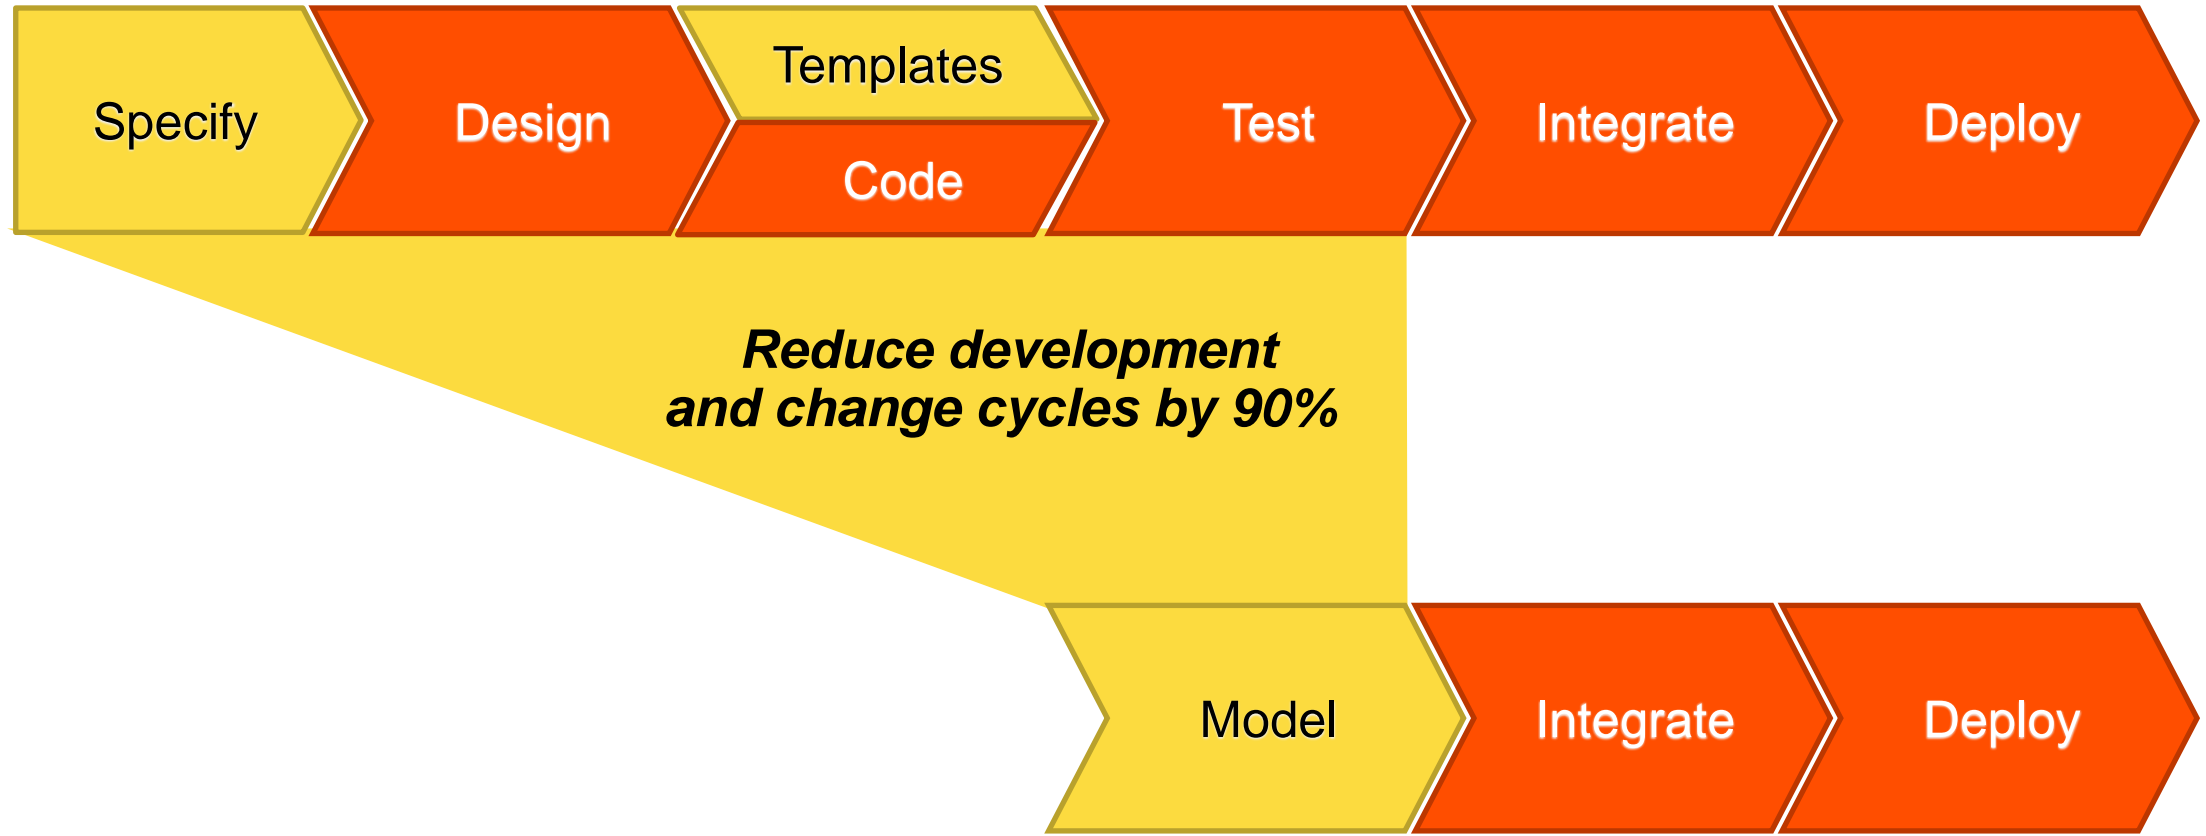 Specify
Design
Templates
Code
Test
Integrate
Deploy
Reduce development
and change cycles by 90%
Model
Integrate
Deploy